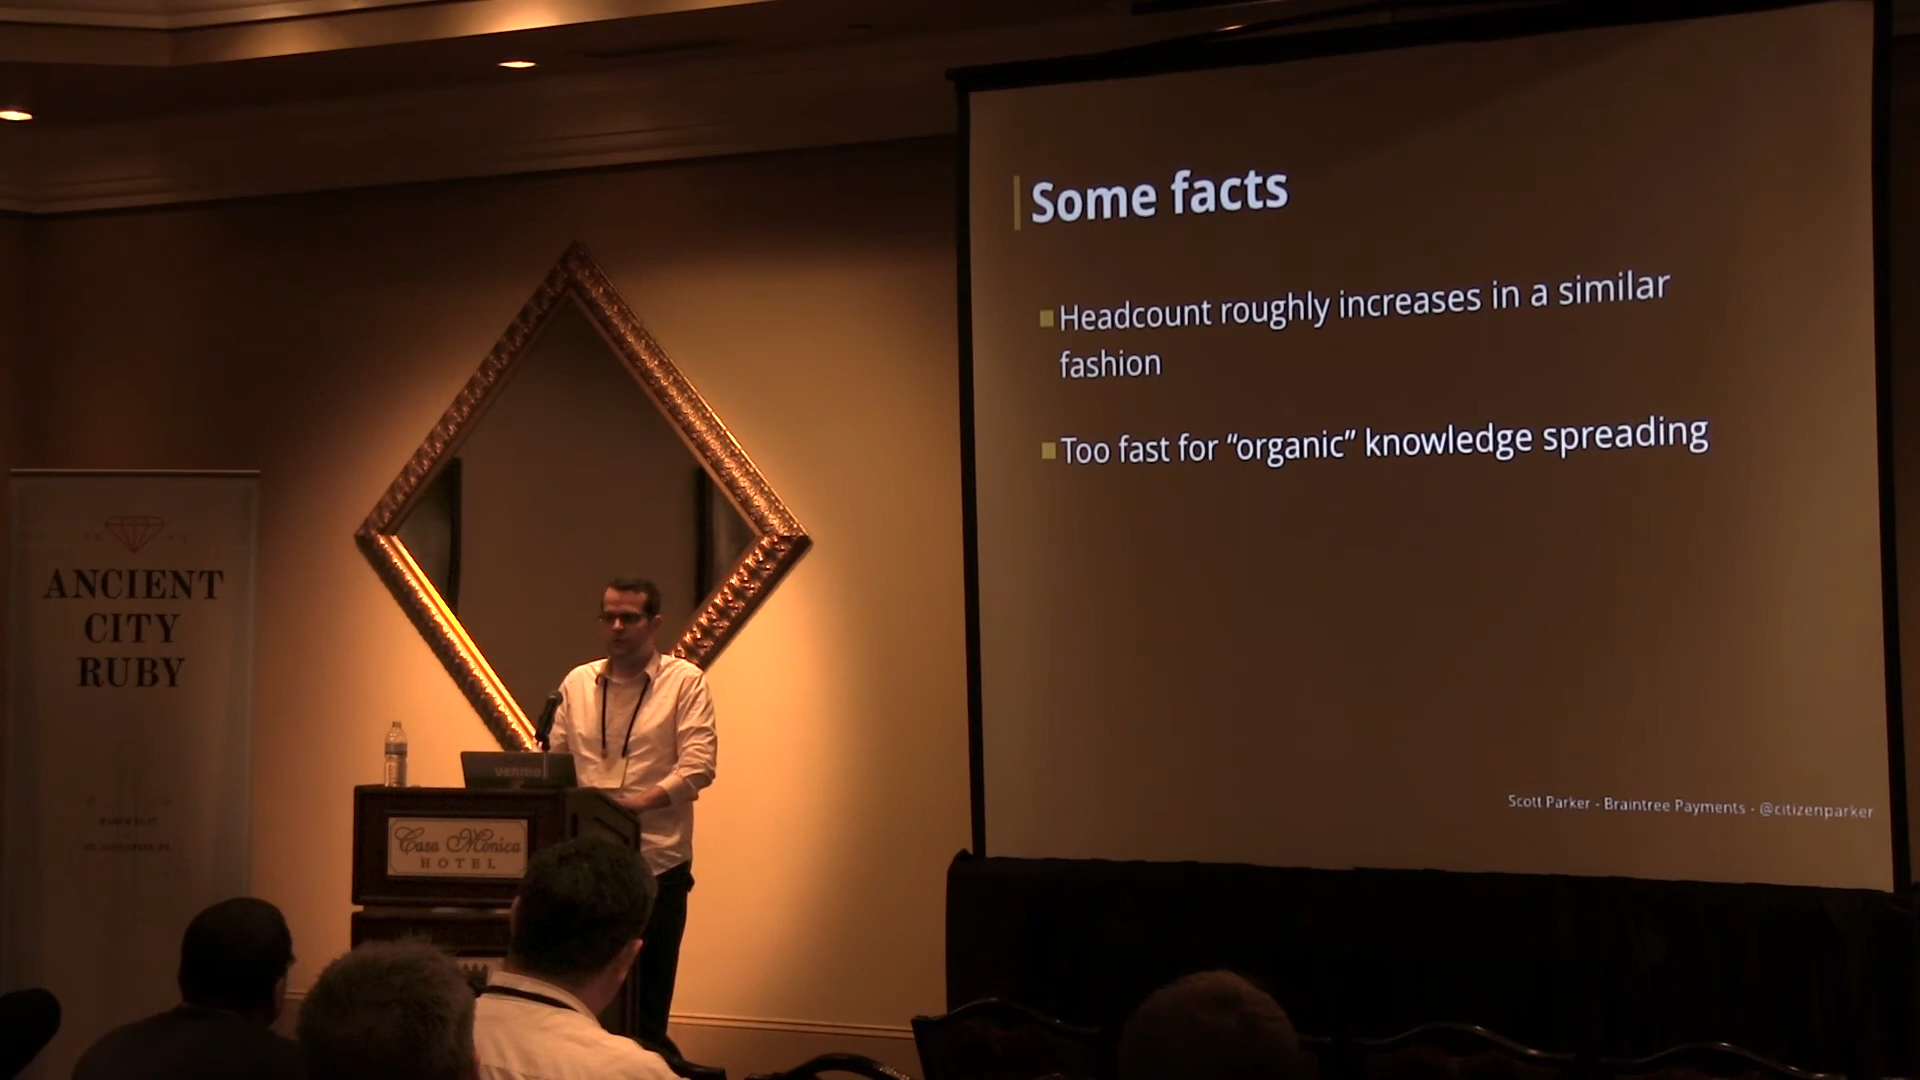 Some facts
Headcount roughly increases in a similar
fashion
Too fast for “organic” knowledge spreading
Scott Parker - Braintree Payments - @citizenparker
ANCIENT
CITY
RUBY
venmo
Casa Monica
HOTEL